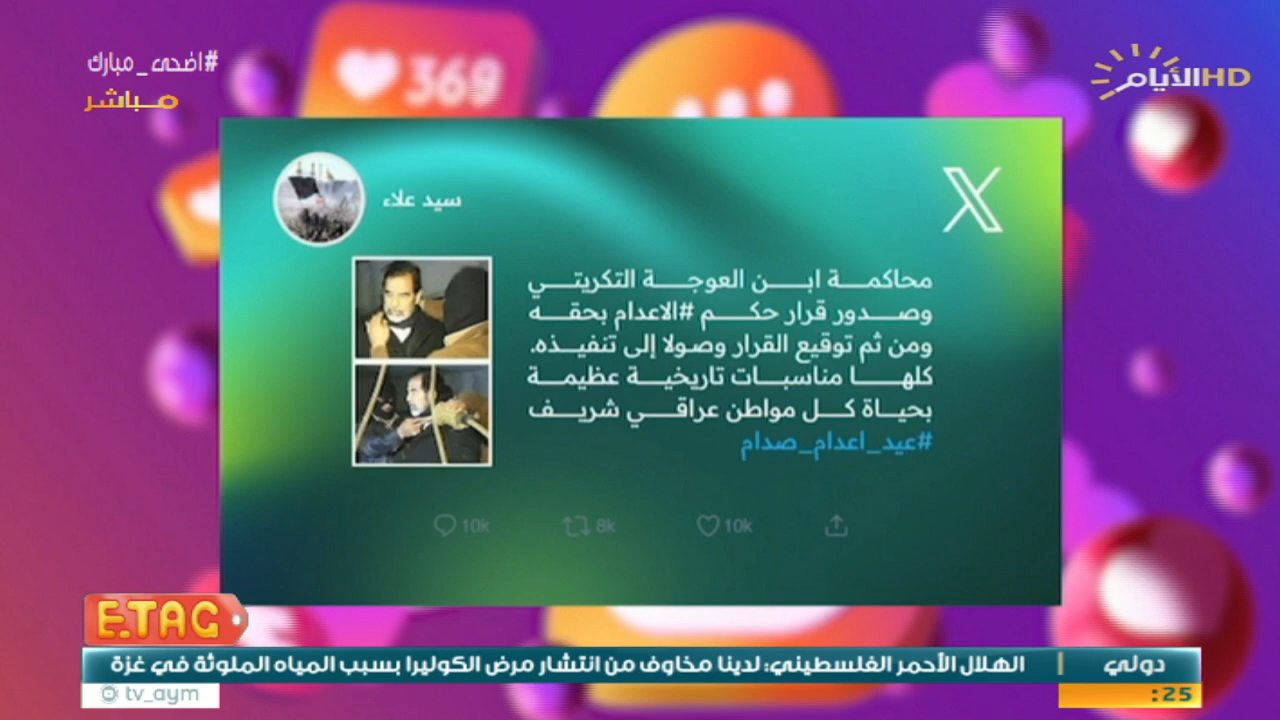 #اضحى_مبارك
مباشر
الأيام HD
369
سيد علاء
X
محاكمة ابن العوجة التكريتي
وصدور قرار حكم #الاعدام بحقه
ومن ثم توقيع القرار وصولا إلى تنفيذه.
كلها مناسبات تاريخية عظيمة
بحياة كل مواطن عراقي شريف
#عيد_اعدام_صدام
10k 8k 10k
E.TAG
دولي | الهلال الأحمر الفلسطيني: لدينا مخاوف من انتشار مرض الكوليرا بسبب المياه الملوثة في غزة
tv_aym
:25